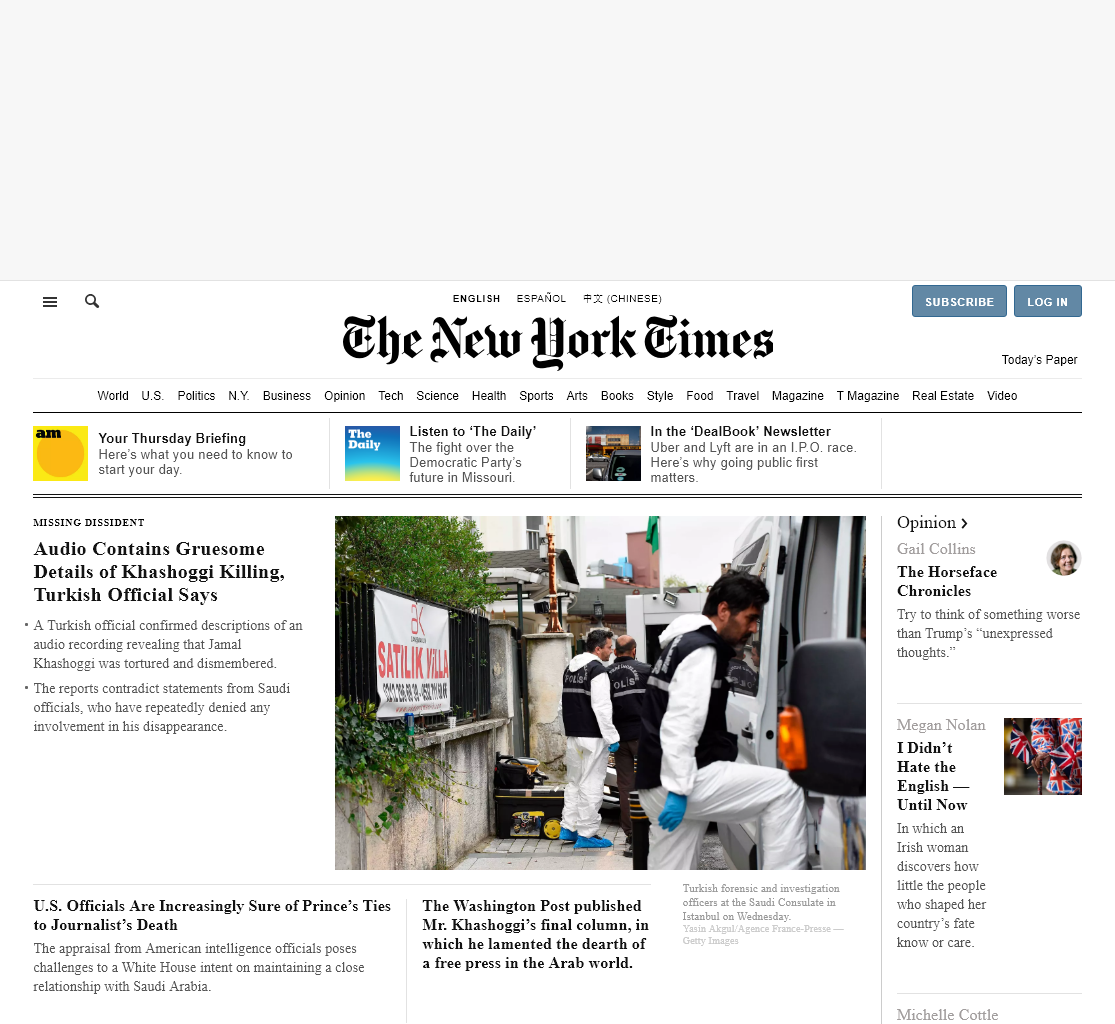 ENGLISH ESPAÑOL 中文 (CHINESE)
SUBSCRIBE LOG IN
The New York Times
Today's Paper
World U.S. Politics N.Y. Business Opinion Tech Science Health Sports Arts Books Style Food Travel Magazine T Magazine Real Estate Video
am
Your Thursday Briefing
Here's what you need to know to
start your day.
The
Daily
Listen to ‘The Daily’
The fight over the
Democratic Party's
future in Missouri.
In the ‘DealBook’ Newsletter
Uber and Lyft are in an I.P.O. race.
Here's why going public first
matters.
MISSING DISSIDENT
Audio Contains Gruesome
Details of Khashoggi Killing,
Turkish Official Says
• A Turkish official confirmed descriptions of an
audio recording revealing that Jamal
Khashoggi was tortured and dismembered.
• The reports contradict statements from Saudi
officials, who have repeatedly denied any
involvement in his disappearance.
SATILIK VİLLA
POLİS
Turkish forensic and investigation
officers at the Saudi Consulate in
Istanbul on Wednesday.
Yasin Akgul/Agence France-Presse —
Getty Images
U.S. Officials Are Increasingly Sure of Prince’s Ties
to Journalist’s Death
The appraisal from American intelligence officials poses
challenges to a White House intent on maintaining a close
relationship with Saudi Arabia.
The Washington Post published
Mr. Khashoggi’s final column, in
which he lamented the dearth of
a free press in the Arab world.
Opinion ›
Gail Collins
The Horseface
Chronicles
Try to think of something worse
than Trump’s “unexpressed
thoughts.”
Megan Nolan
I Didn’t
Hate the
English —
Until Now
In which an
Irish woman
discovers how
little the people
who shaped her
country’s fate
know or care.
Michelle Cottle